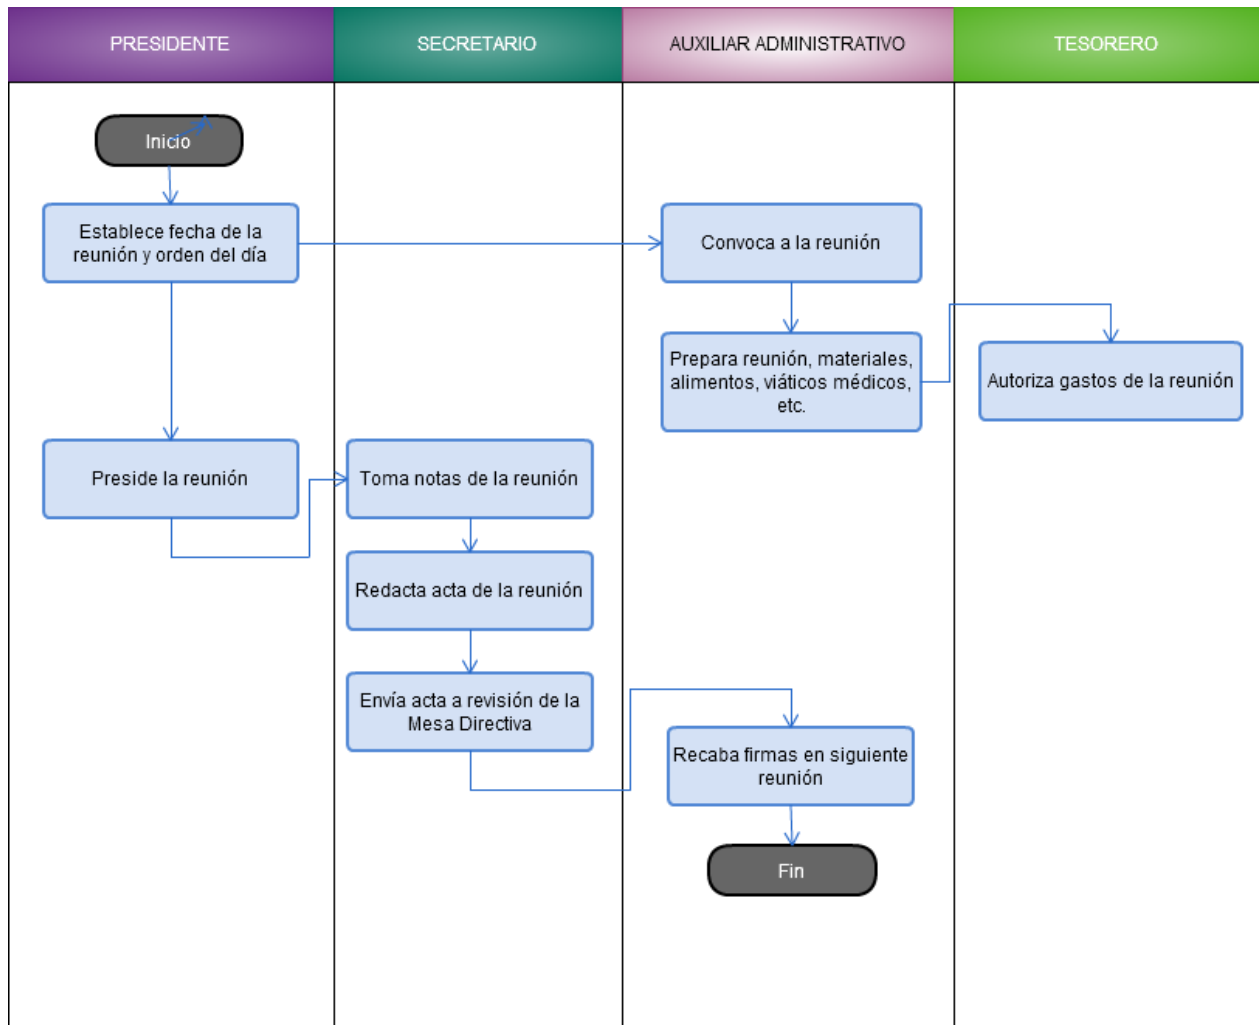 PRESIDENTE
SECRETARIO
AUXILIAR ADMINISTRATIVO
TESORERO
Inicio
Establece fecha de la
reunión y orden del día
Convoca a la reunión
Prepara reunión, materiales,
alimentos, viáticos médicos,
etc.
Autoriza gastos de la reunión
Preside la reunión
Toma notas de la reunión
Redacta acta de la reunión
Envía acta a revisión de la
Mesa Directiva
Recaba firmas en siguiente
reunión
Fin